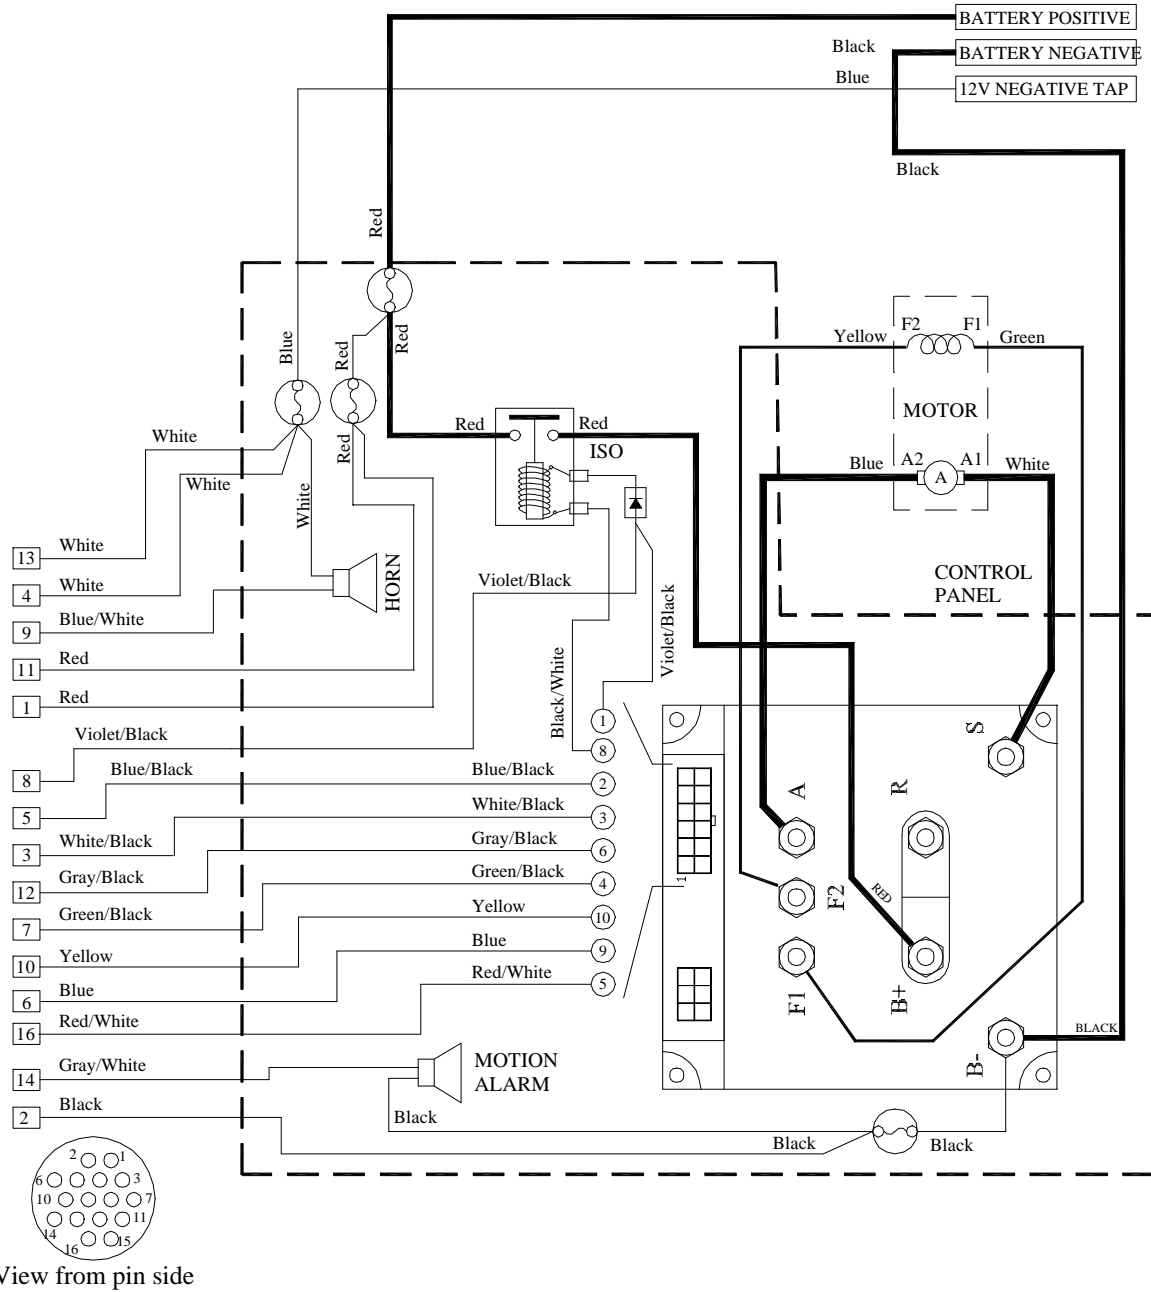 BATTERY POSITIVE
Black
BATTERY NEGATIVE
Blue
12V NEGATIVE TAP
Black
Red
Blue
Red
Red
Yellow
F2
F1
Green
MOTOR
Red
Red
ISO
White
Red
Blue
A2
A1
White
A
White
White
CONTROL
PANEL
13
White
4
White
HORN
Violet/Black
9
Blue/White
Violet/Black
11
Red
Black/White
1
Red
1
S
Violet/Black
8
8
Blue/Black
Blue/Black
2
A
R
5
White/Black
3
White/Black
3
Gray/Black
6
Gray/Black
12
Green/Black
4
1
RED
F2
Green/Black
7
Yellow
10
Yellow
10
Blue
9
F1
B+
Blue
6
Red/White
5
Red/White
16
BLACK
B-
Gray/White
14
MOTION
ALARM
Black
2
Black
Black
Black
2
1
6
3
10
7
14
11
16
15
View from pin side